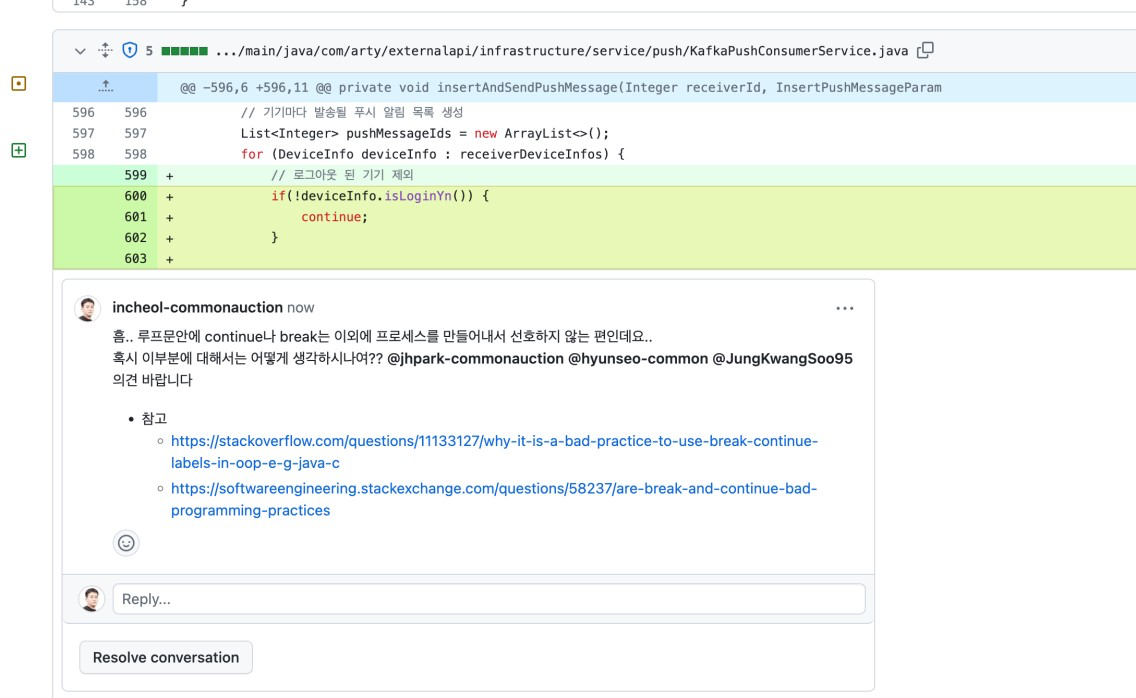 143 158 }
5 .../main/java/com/arty/externalapi/infrastructure/service/push/KafkaPushConsumerService.java
@@ -596,6 +596,11 @@ private void insertAndSendPushMessage(Integer receiverId, InsertPushMessageParam
596 596 // 기기마다 발송될 푸시 알림 목록 생성
597 597 List<Integer> pushMessageIds = new ArrayList<>();
598 598 for (DeviceInfo deviceInfo : receiverDeviceInfos) {
599 + // 로그아웃 된 기기 제외
600 + if(!deviceInfo.isLoginYn()) {
601 + continue;
602 + }
603 +
incheol-commonauction now
흠.. 루프문안에 continue나 break는 이외에 프로세스를 만들어내서 선호하지 않는 편인데요..
혹시 이부분에 대해서는 어떻게 생각하시나여?? @jhpark-commonauction @hyunseo-common @JungKwangSoo95
의견 바랍니다
• 참고
◦ https://stackoverflow.com/questions/11133127/why-it-is-a-bad-practice-to-use-break-continue-
labels-in-oop-e-g-java-c
◦ https://softwareengineering.stackexchange.com/questions/58237/are-break-and-continue-bad-
programming-practices
Reply...
Resolve conversation